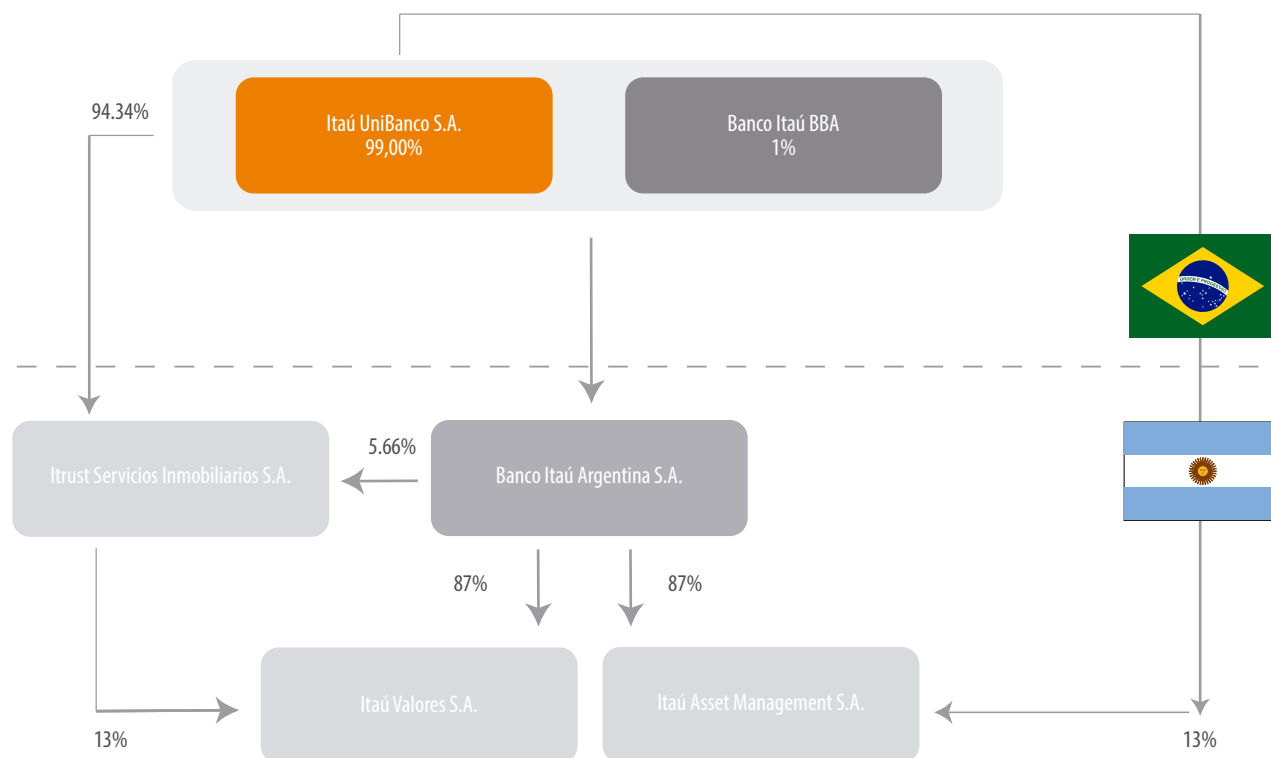 94.34%
Itaú UniBanco S.A.
99,00%
Banco Itaú BBA
1%
Itrust Servicios Inmobiliarios S.A.
5.66%
Banco Itaú Argentina S.A.
87%
87%
Itaú Valores S.A.
Itaú Asset Management S.A.
13%
13%